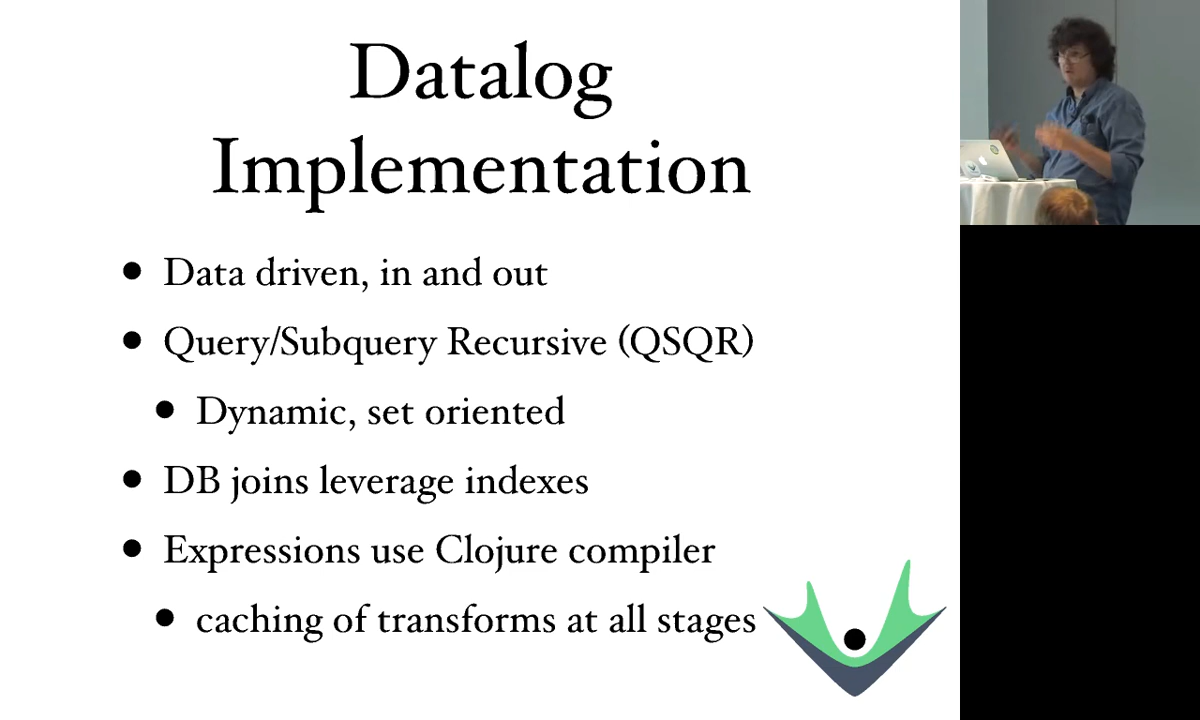 Datalog
Implementation
• Data driven, in and out
• Query/Subquery Recursive (QSQR)
• Dynamic, set oriented
• DB joins leverage indexes
• Expressions use Clojure compiler
• caching of transforms at all stages